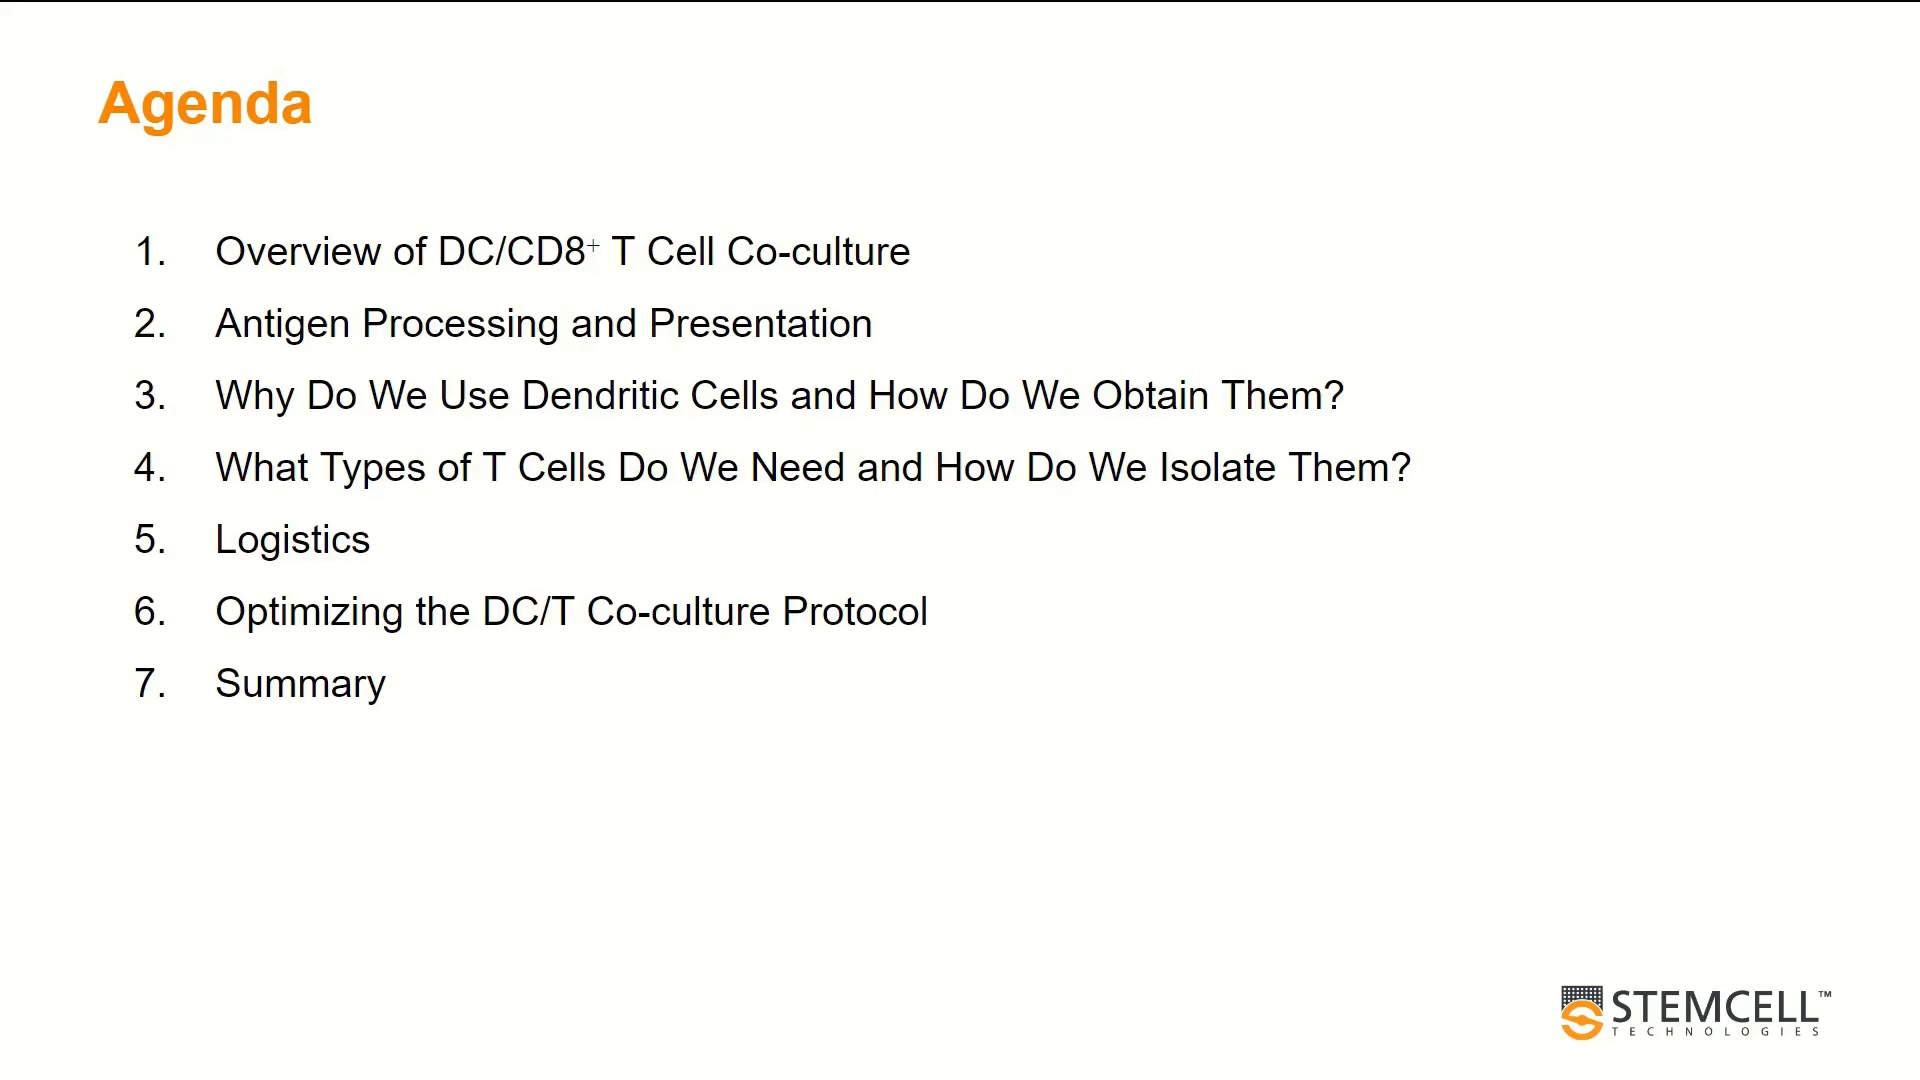 Agenda
1. Overview of DC/CD8⁺ T Cell Co-culture
2. Antigen Processing and Presentation
3. Why Do We Use Dendritic Cells and How Do We Obtain Them?
4. What Types of T Cells Do We Need and How Do We Isolate Them?
5. Logistics
6. Optimizing the DC/T Co-culture Protocol
7. Summary
STEMCELL™
TECHNOLOGIES